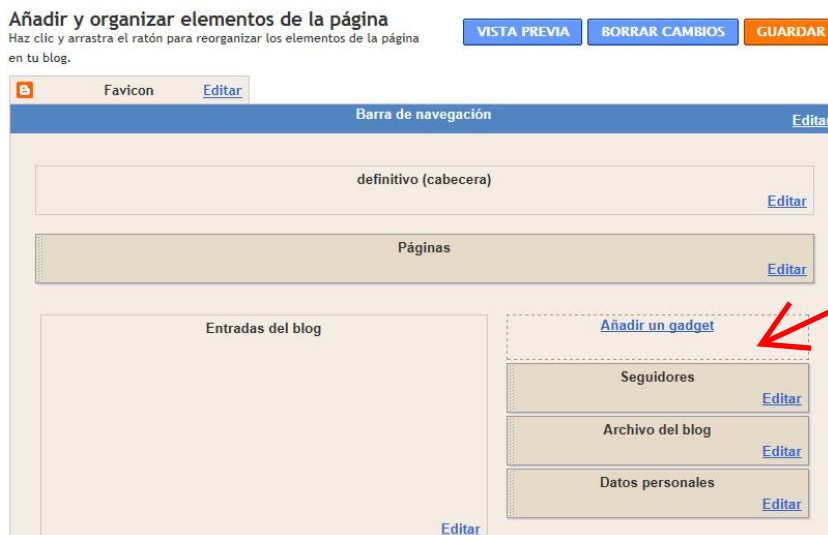 Añadir y organizar elementos de la página
Haz clic y arrastra el ratón para reorganizar los elementos de la página
en tu blog.
VISTA PREVIA
BORRAR CAMBIOS
GUARDAR
Favicon
Editar
Barra de navegación
Editar
definitivo (cabecera)
Editar
Páginas
Editar
Entradas del blog
Editar
Añadir un gadget
Seguidores
Editar
Archivo del blog
Editar
Datos personales
Editar